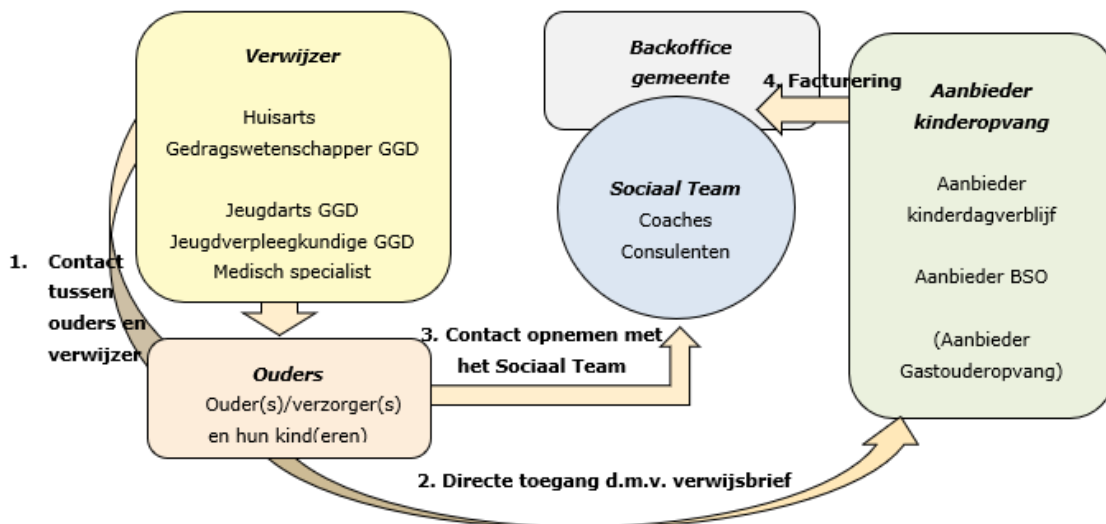 Verwijzer
Huisarts
Gedragswetenschapper GGD
Jeugdarts GGD
Jeugdverpleegkundige GGD
Medisch specialist
1. Contact
tussen
ouders en
verwijzer
Ouders
Ouder(s)/verzorger(s)
en hun kind(eren)
Backoffice
gemeente
4. Facturering
Sociaal Team
Coaches
Consulenten
3. Contact opnemen met
het Sociaal Team
Aanbieder
kinderopvang
Aanbieder
kinderdagverblijf
Aanbieder BSO
(Aanbieder
Gastouderopvang)
2. Directe toegang d.m.v. verwijsbrief